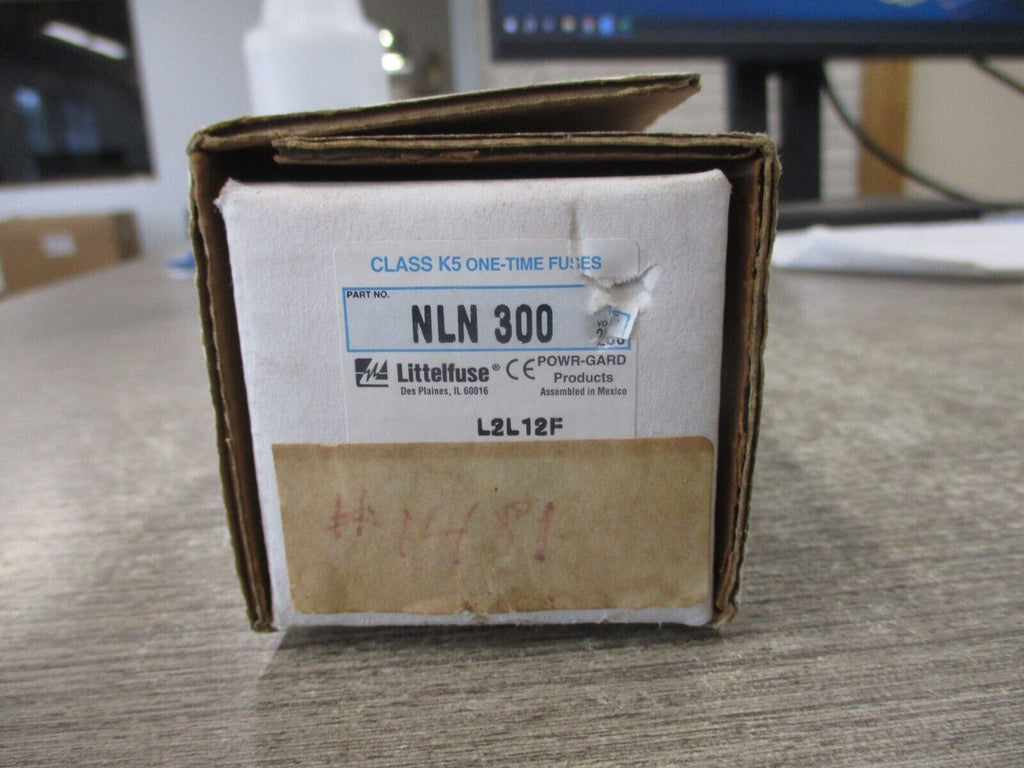 CLASS K5 ONE-TIME FUSES
PART NO.
NLN 300
Littelfuse® CE POWR-GARD
Products
Des Plaines, IL 60016 Assembled in Mexico
L2L12F
# 1481